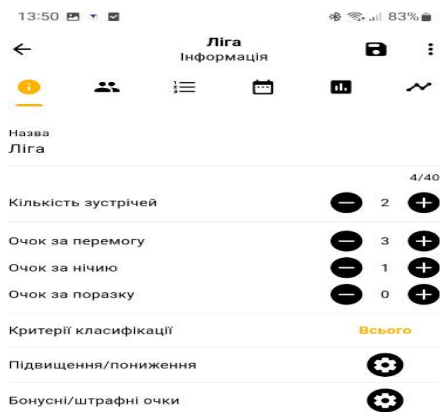 13:50 83%
Ліга
Інформація
Назва
Ліга
4/40
Кількість зустрічей 2
Очок за перемогу 3
Очок за нічию 1
Очок за поразку 0
Критерії класифікації Всього
Підвищення/пониження
Бонусні/штрафні очки